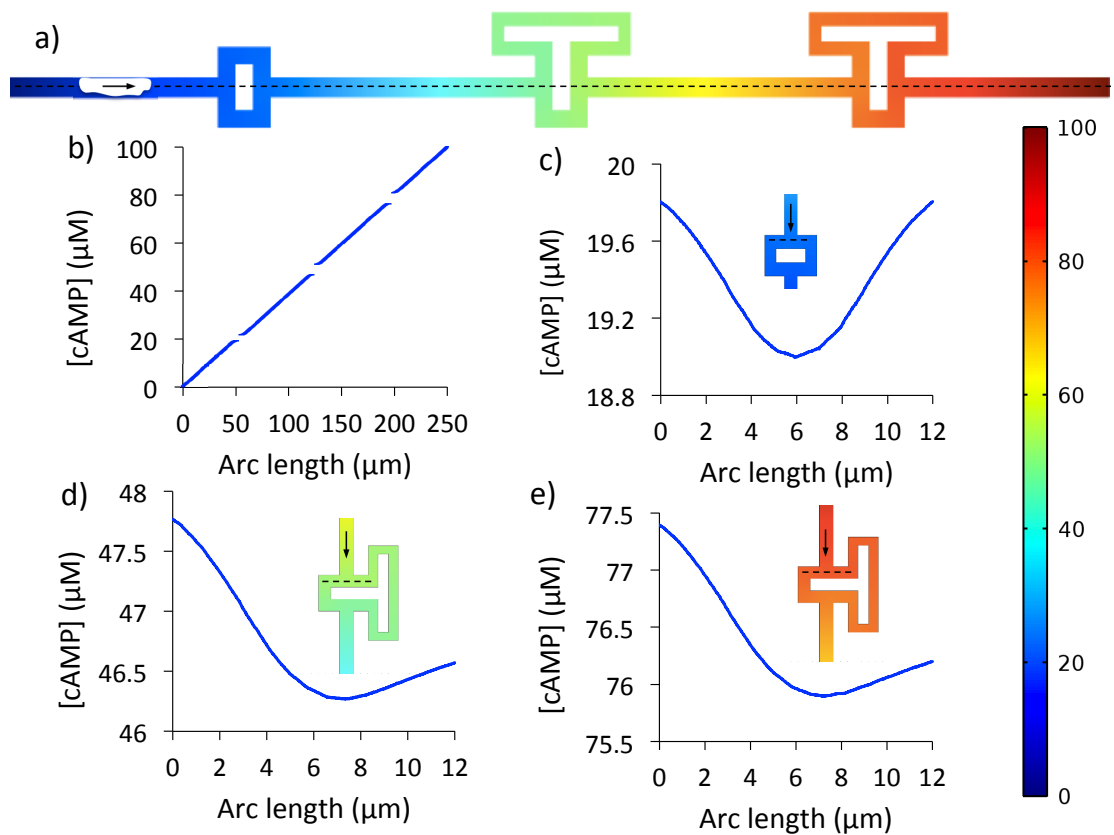 a)
b)
100
80
60
40
20
0
[cAMP] (μM)
0 50 100 150 200 250
Arc length (μm)
c)
20
19.6
19.2
18.8
[cAMP] (μM)
0 2 4 6 8 10 12
Arc length (μm)
d)
48
47.5
47
46.5
46
[cAMP] (μM)
0 2 4 6 8 10 12
Arc length (μm)
e)
77.5
77
76.5
76
75.5
[cAMP] (μM)
0 2 4 6 8 10 12
Arc length (μm)
100
80
60
40
20
0